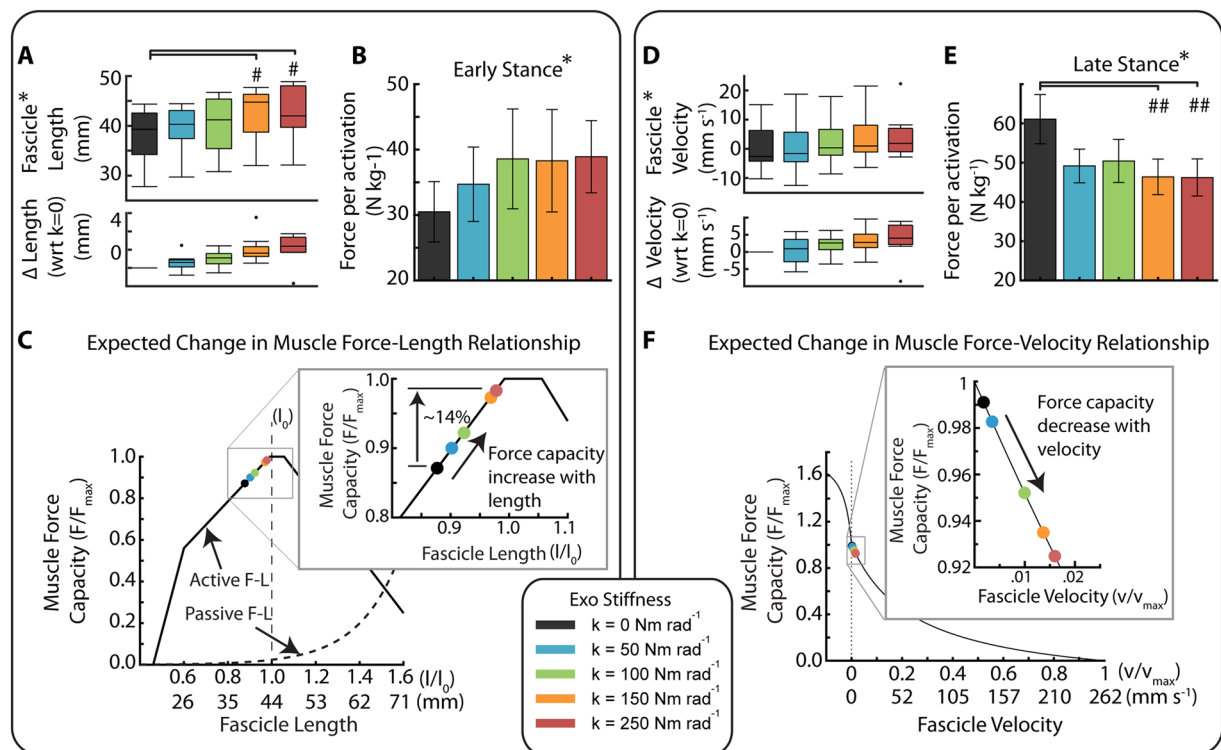 A
Fascicle*
Length
(mm)
50
40
30
#
#
Δ Length
(wrt k=0)
(mm)
4
0
B
Early Stance*
Force per activation
(N kg-1)
50
40
30
20
C
Expected Change in Muscle Force-Length Relationship
Muscle Force
Capacity (F/Fmax)
1.0
0.8
0.6
0.4
0.2
0.0
(l0)
Active F-L
Passive F-L
0.6 0.8 1.0 1.2 1.4 1.6 (l/l0)
26 35 44 53 62 71 (mm)
Fascicle Length
Muscle Force
Capacity (F/Fmax)
1.0
0.9
0.8
~14%
Force capacity
increase with
length
0.9 1.0 1.1
Fascicle Length (l/l0)
D
Fascicle*
Velocity
(mm s-1)
20
10
0
-10
Δ Velocity
(wrt k=0)
(mm s-1)
5
0
-5
E
Late Stance*
Force per activation
(N kg-1)
70
60
50
40
30
20
##
##
F
Expected Change in Muscle Force-Velocity Relationship
Muscle Force
Capacity (F/Fmax)
2.0
1.6
1.2
0.8
0.4
0.0
0 .2 .4 .6 .8 1 (v/vmax)
0 52 105 157 210 262 (mm s-1)
Fascicle Velocity
Muscle Force
Capacity (F/Fmax)
1
0.98
0.96
0.94
0.92
Force capacity
decrease with
velocity
.01 .02
Fascicle Velocity (v/vmax)
Exo Stiffness
k = 0 Nm rad-1
k = 50 Nm rad-1
k = 100 Nm rad-1
k = 150 Nm rad-1
k = 250 Nm rad-1